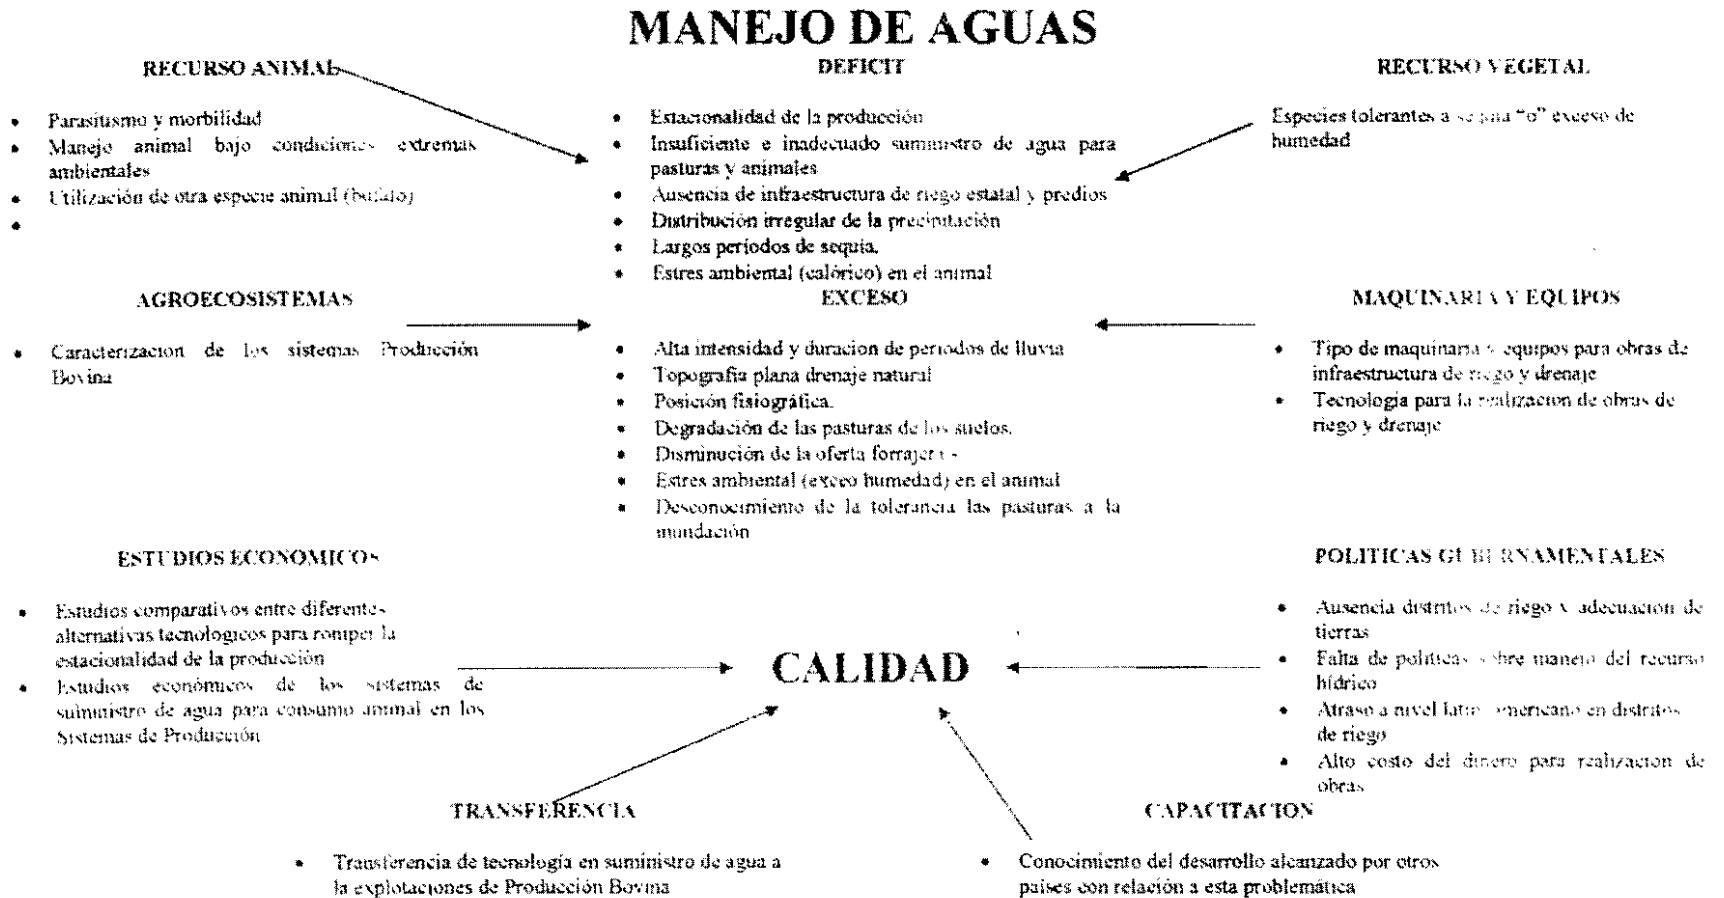 MANEJO DE AGUAS
RECURSO ANIMAL
• Parasitismo y morbilidad
• Manejo animal bajo condiciones extremas
ambientales
• Utilización de otra especie animal (bufalo)
•
DEFICIT
• Estacionalidad de la producción
• Insuficiente e inadecuado suministro de agua para
pasturas y animales
• Ausencia de infraestructura de riego estatal y predios
• Distribución irregular de la precipitación
• Largos períodos de sequia.
• Estres ambiental (calórico) en el animal
RECURSO VEGETAL
Especies tolerantes a sequia "o" exceso de
humedad
AGROECOSISTEMAS
• Caracterizacion de los sistemas Producción
Bovina
EXCESO
• Alta intensidad y duracion de periodos de lluvia
• Topografía plana drenaje natural
• Posición fisiográfica.
• Degradación de las pasturas de los suelos.
• Disminución de la oferta forrajera
• Estres ambiental (exceo humedad) en el animal
• Desconocimiento de la tolerancia las pasturas a la
inundación
MAQUINARIA Y EQUIPOS
• Tipo de maquinaria y equipos para obras de
infraestructura de riego y drenaje
• Tecnologia para la realizacion de obras de
riego y drenaje
ESTUDIOS ECONOMICOS
• Estudios comparativos entre diferentes
alternativas tecnologicos para romper la
estacionalidad de la producción
• Estudios económicos de los sistemas de
suministro de agua para consumo animal en los
Sistemas de Producción
CALIDAD
POLITICAS GUBERNAMENTALES
• Ausencia distritos de riego y adecuacion de
tierras
• Falta de politicas sobre manejo del recurso
hídrico
• Atraso a nivel latinoamericano en distritos
de riego
• Alto costo del dinero para realizacion de
obras
TRANSFERENCIA
• Transferencia de tecnología en suministro de agua a
la explotaciones de Producción Bovina
CAPACITACION
• Conocimiento del desarrollo alcanzado por otros
países con relación a esta problemática